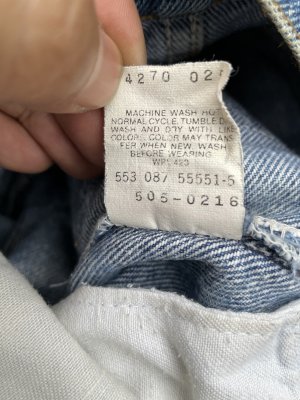 4270 02
MACHINE WASH HO
NORMAL CYCLE. TUMBLE D
WASH AND DRY WITH LIKE
COLORS. COLOR MAY TRANS-
FER WHEN NEW. WASH
BEFORE WEARING.
WPL 423
553 087 55551-5
505-0216